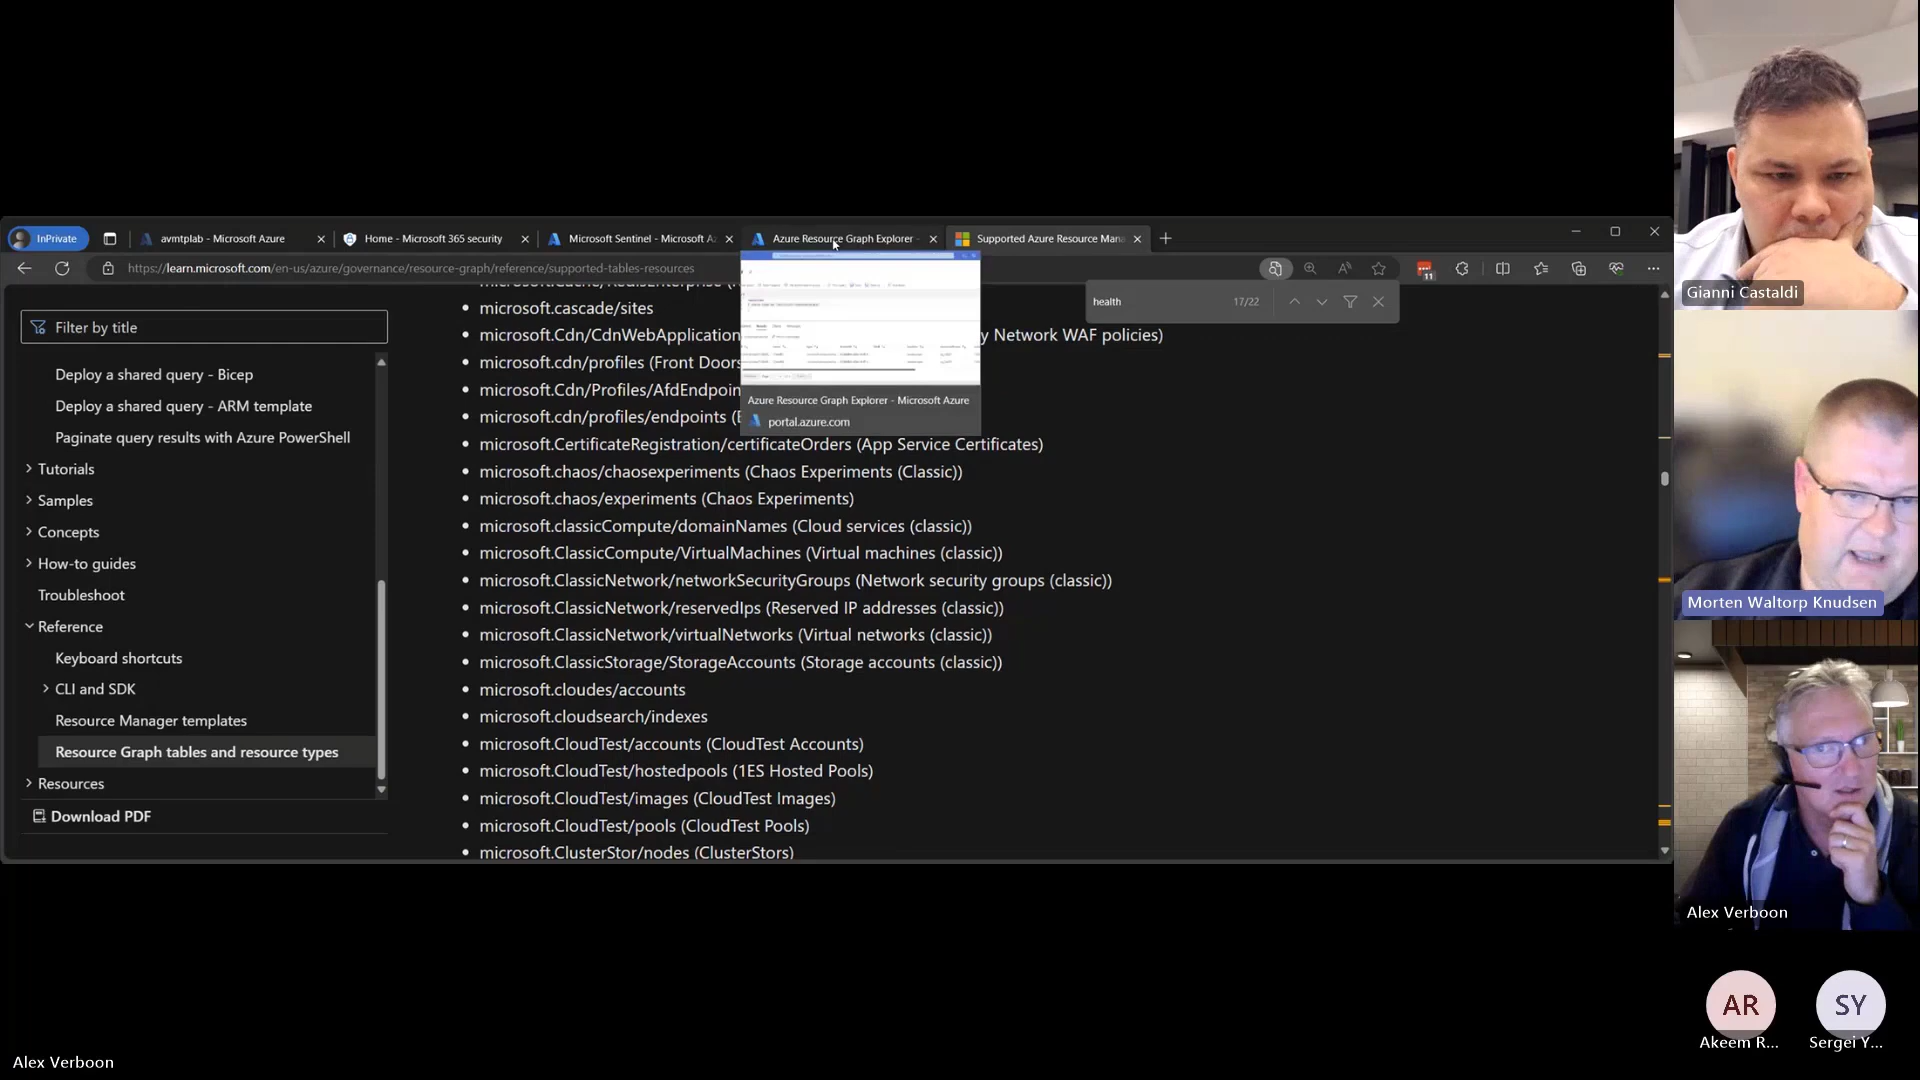 InPrivate
avmtplab - Microsoft Azure
Home - Microsoft 365 security
Microsoft Sentinel - Microsoft Az
Azure Resource Graph Explorer -
Supported Azure Resource Mana
https://learn.microsoft.com/en-us/azure/governance/resource-graph/reference/supported-tables-resources
11
health
17/22
Filter by title
Deploy a shared query - Bicep
Deploy a shared query - ARM template
Paginate query results with Azure PowerShell
Tutorials
Samples
Concepts
How-to guides
Troubleshoot
Reference
Keyboard shortcuts
CLI and SDK
Resource Manager templates
Resource Graph tables and resource types
Resources
Download PDF
microsoft.cascade/sites
microsoft.Cdn/CdnWebApplication
y Network WAF policies)
microsoft.cdn/profiles (Front Doors
microsoft.Cdn/Profiles/AfdEndpoin
microsoft.cdn/profiles/endpoints (E
microsoft.CertificateRegistration/certificateOrders (App Service Certificates)
microsoft.chaos/chaosexperiments (Chaos Experiments (Classic))
microsoft.chaos/experiments (Chaos Experiments)
microsoft.classicCompute/domainNames (Cloud services (classic))
microsoft.ClassicCompute/VirtualMachines (Virtual machines (classic))
microsoft.ClassicNetwork/networkSecurityGroups (Network security groups (classic))
microsoft.ClassicNetwork/reservedIps (Reserved IP addresses (classic))
microsoft.ClassicNetwork/virtualNetworks (Virtual networks (classic))
microsoft.ClassicStorage/StorageAccounts (Storage accounts (classic))
microsoft.cloudes/accounts
microsoft.cloudsearch/indexes
microsoft.CloudTest/accounts (CloudTest Accounts)
microsoft.CloudTest/hostedpools (1ES Hosted Pools)
microsoft.CloudTest/images (CloudTest Images)
microsoft.CloudTest/pools (CloudTest Pools)
microsoft.ClusterStor/nodes (ClusterStors)
Azure Resource Graph Explorer - Microsoft Azure
portal.azure.com
Gianni Castaldi
Morten Waltorp Knudsen
Alex Verboon
AR
Akeem R...
SY
Sergei Y...
Alex Verboon